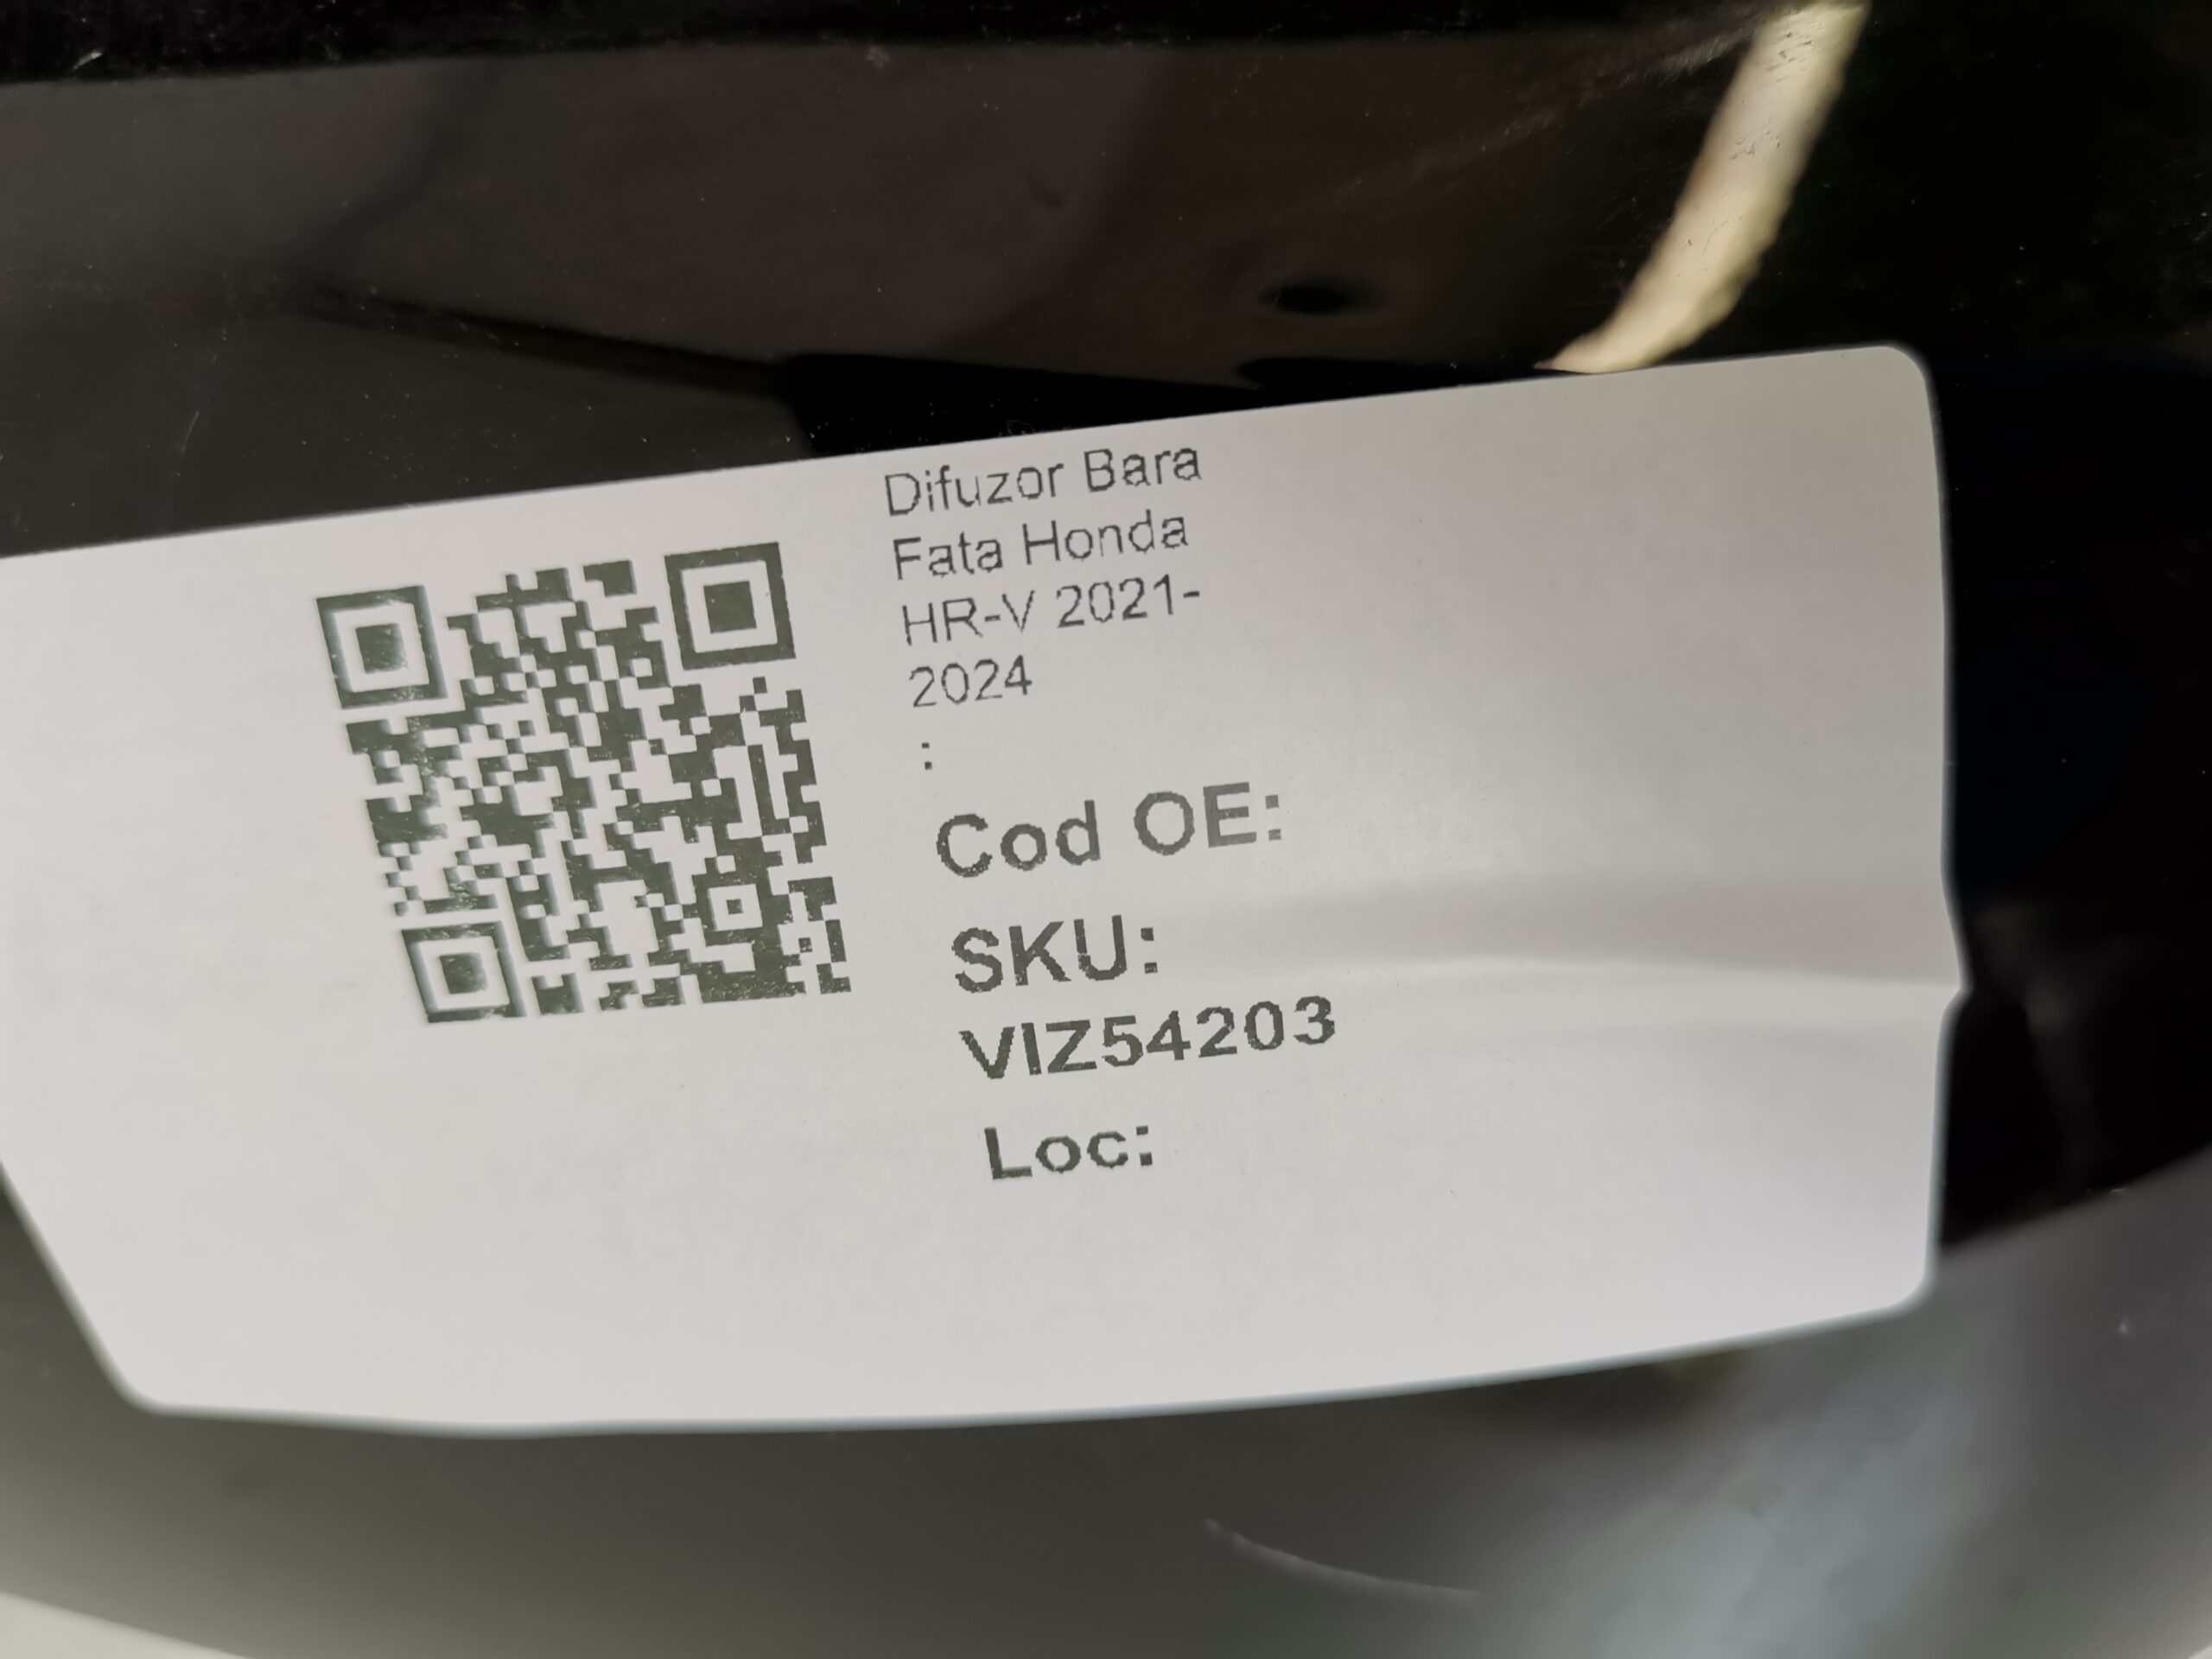 Difuzor Bara
Fata Honda
HR-V 2021-
2024
:
Cod OE:
SKU:
VIZ54203
Loc: